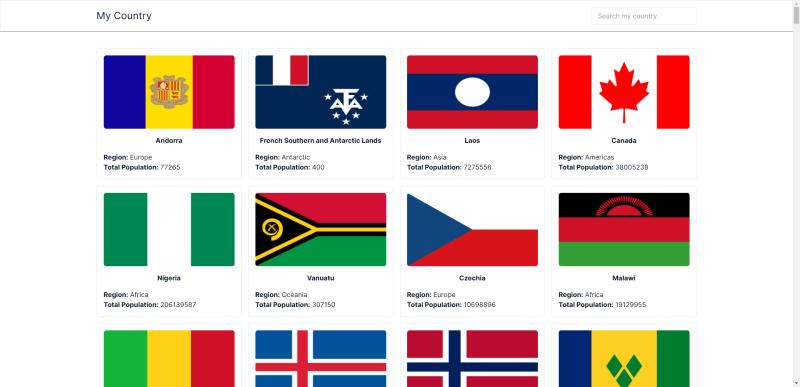 My Country
Search my country
Andorra
Region: Europe
Total Population: 77265
French Southern and Antarctic Lands
Region: Antarctic
Total Population: 400
Laos
Region: Asia
Total Population: 7275556
Canada
Region: Americas
Total Population: 38005238
Nigeria
Region: Africa
Total Population: 206139587
Vanuatu
Region: Oceania
Total Population: 307150
Czechia
Region: Europe
Total Population: 10698896
Malawi
Region: Africa
Total Population: 19129955